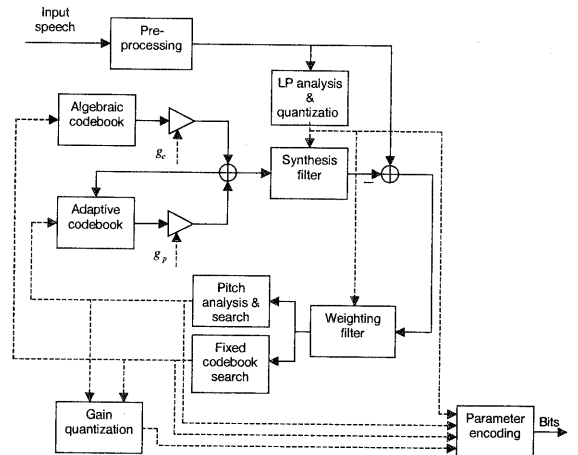 Input
speech
Pre-
processing
LP analysis
&
quantizatio
Algebraic
codebook
g_c
Synthesis
filter
Adaptive
codebook
g_p
Pitch
analysis &
search
Weighting
filter
Fixed
codebook
search
Gain
quantization
Parameter
encoding
Bits